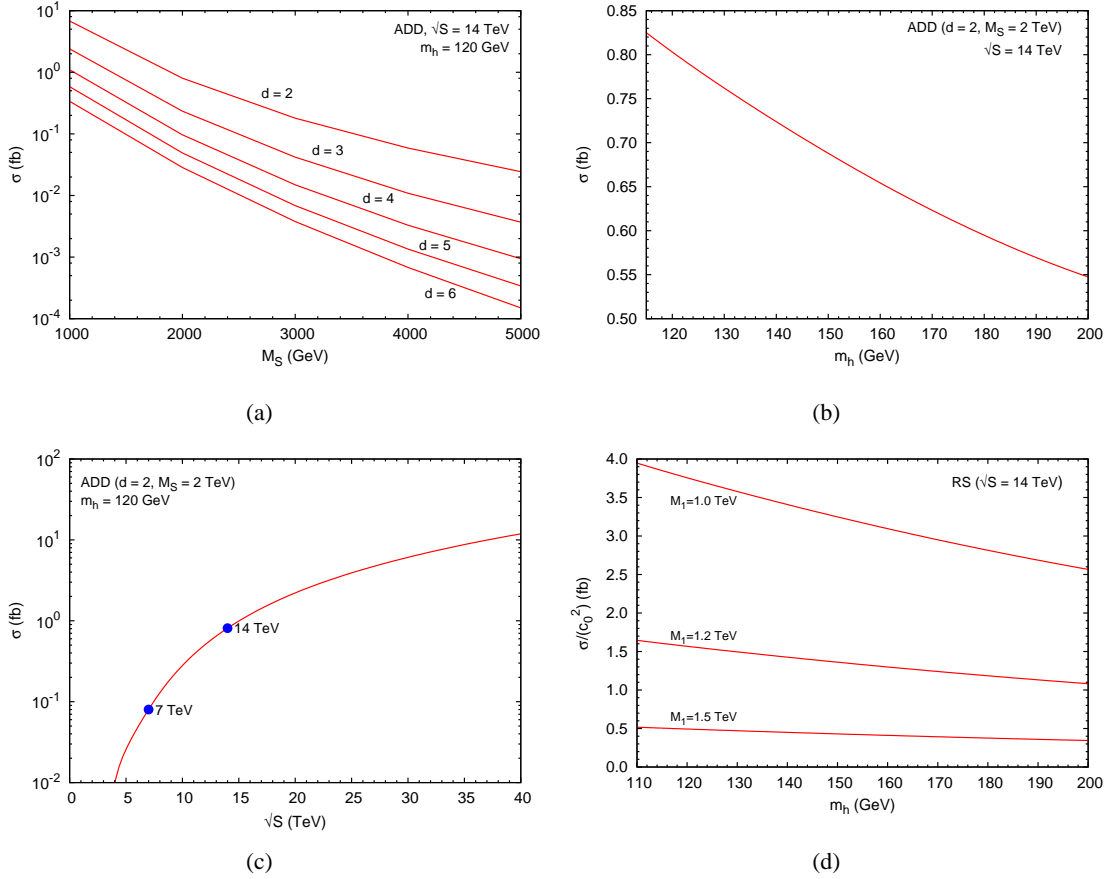 ADD, √S = 14 TeV
m_h = 120 GeV
d = 2
d = 3
d = 4
d = 5
d = 6
σ (fb)
10^1
10^0
10^-1
10^-2
10^-3
10^-4
1000 2000 3000 4000 5000
M_S (GeV)
(a)
ADD (d = 2, M_S = 2 TeV)
√S = 14 TeV
σ (fb)
0.85
0.80
0.75
0.70
0.65
0.60
0.55
0.50
120 130 140 150 160 170 180 190 200
m_h (GeV)
(b)
ADD (d = 2, M_S = 2 TeV)
m_h = 120 GeV
14 TeV
7 TeV
σ (fb)
10^2
10^1
10^0
10^-1
10^-2
0 5 10 15 20 25 30 35 40
√S (TeV)
(c)
RS (√S = 14 TeV)
M_1=1.0 TeV
M_1=1.2 TeV
M_1=1.5 TeV
σ/(c_0^2) (fb)
4.0
3.5
3.0
2.5
2.0
1.5
1.0
0.5
0.0
110 120 130 140 150 160 170 180 190 200
m_h (GeV)
(d)